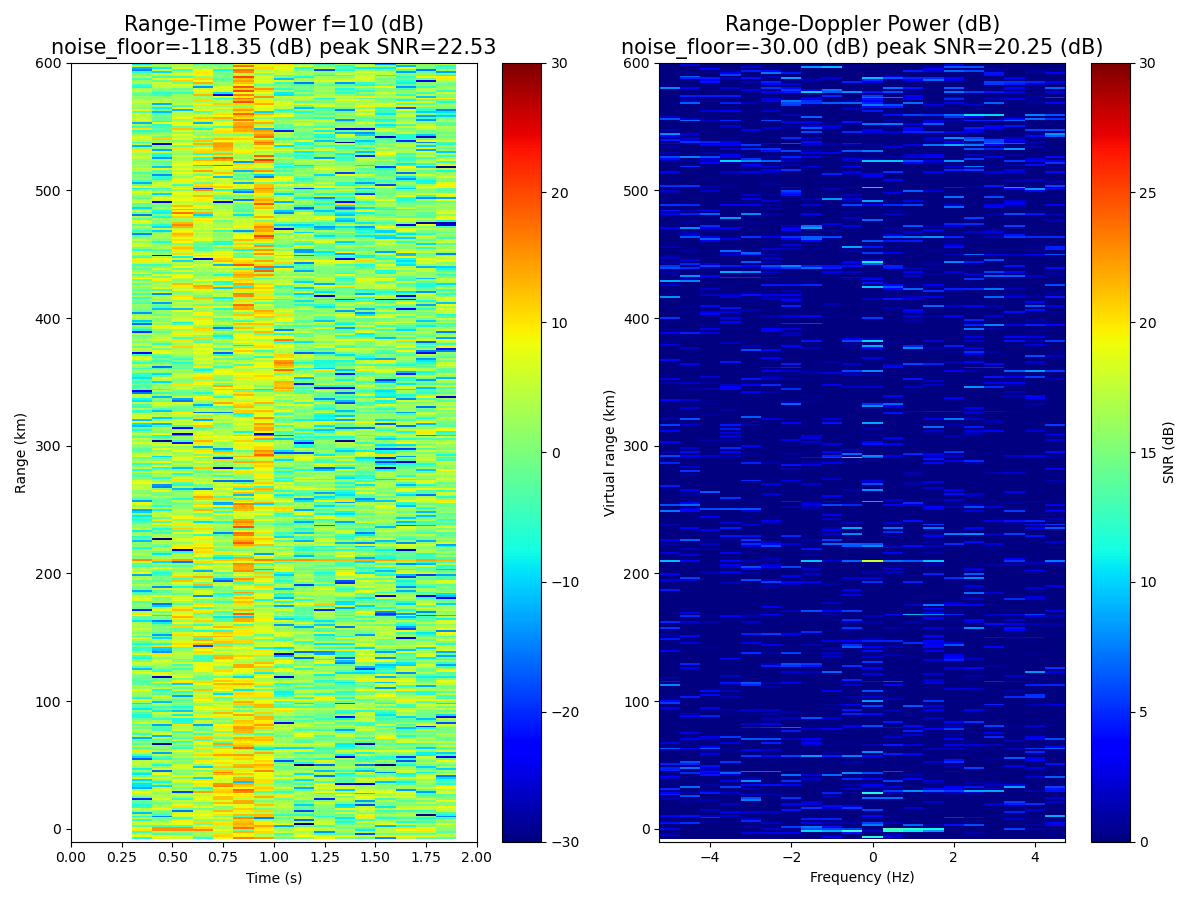 Range-Time Power f=10 (dB)
noise_floor=-118.35 (dB) peak SNR=22.53
Range-Doppler Power (dB)
noise_floor=-30.00 (dB) peak SNR=20.25 (dB)
Range (km)
600
500
400
300
200
100
0
0.00 0.25 0.50 0.75 1.00 1.25 1.50 1.75 2.00
Time (s)
30
20
10
0
−10
−20
−30
Virtual range (km)
600
500
400
300
200
100
0
−4 −2 0 2 4
Frequency (Hz)
30
25
20
15
10
5
0
SNR (dB)